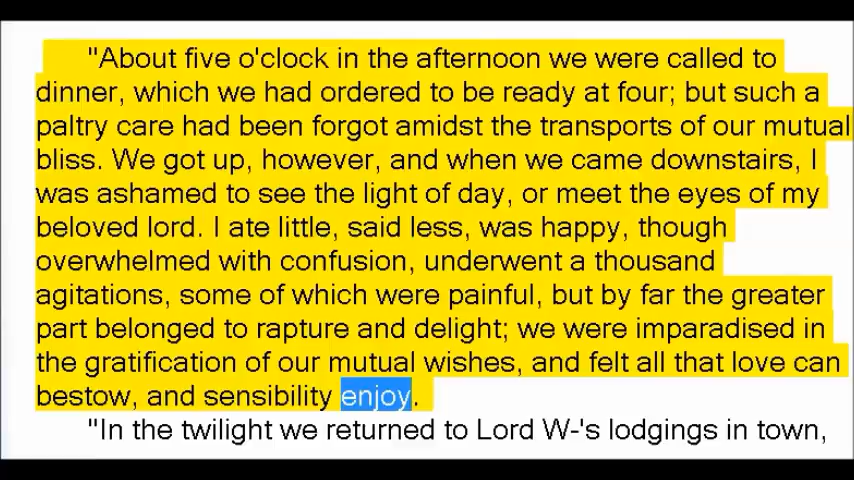 "About five o'clock in the afternoon we were called to
dinner, which we had ordered to be ready at four; but such a
paltry care had been forgot amidst the transports of our mutual
bliss. We got up, however, and when we came downstairs, I
was ashamed to see the light of day, or meet the eyes of my
beloved lord. I ate little, said less, was happy, though
overwhelmed with confusion, underwent a thousand
agitations, some of which were painful, but by far the greater
part belonged to rapture and delight; we were imparadised in
the gratification of our mutual wishes, and felt all that love can
bestow, and sensibility enjoy.
"In the twilight we returned to Lord W-'s lodgings in town,